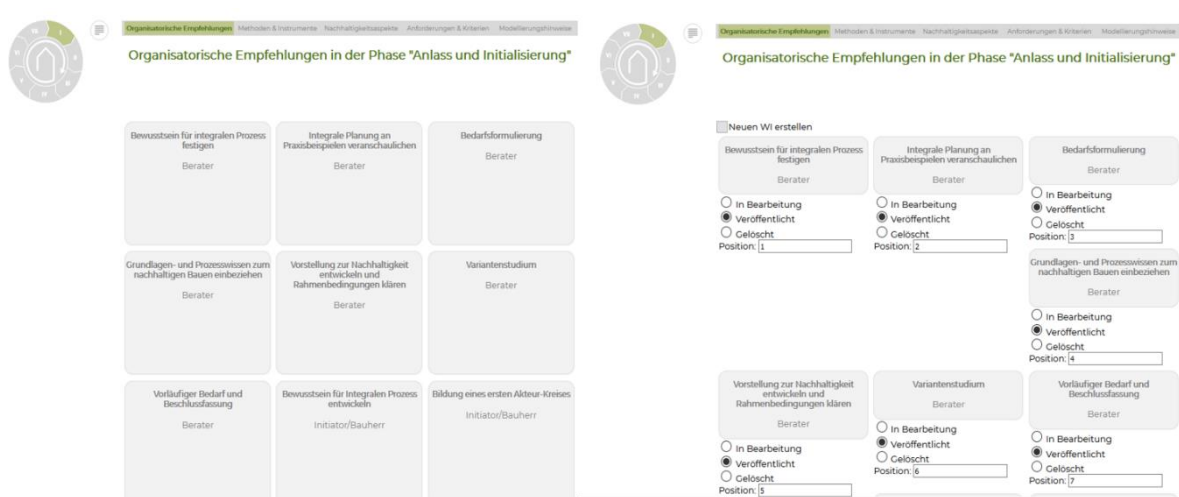 Organisatorische Empfehlungen Methoden & Instrumente Nachhaltigkeitsaspekte Anforderungen & Kriterien Modellierungshinweise
Organisatorische Empfehlungen in der Phase "Anlass und Initialisierung"
Bewusstsein für integralen Prozess
festigen
Berater
Integrale Planung an
Praxisbeispielen veranschaulichen
Berater
Bedarfsformulierung
Berater
Grundlagen- und Prozesswissen zum
nachhaltigen Bauen einbeziehen
Berater
Vorstellung zur Nachhaltigkeit
entwickeln und
Rahmenbedingungen klären
Berater
Variantenstudium
Berater
Vorläufiger Bedarf und
Beschlussfassung
Berater
Bewusstsein für Integralen Prozess
entwickeln
Initiator/Bauherr
Bildung eines ersten Akteur-Kreises
Initiator/Bauherr
Organisatorische Empfehlungen Methoden & Instrumente Nachhaltigkeitsaspekte Anforderungen & Kriterien Modellierungshinweise
Organisatorische Empfehlungen in der Phase "Anlass und Initialisierung"
Neuen WI erstellen
Bewusstsein für integralen Prozess
festigen
Berater
In Bearbeitung
Veröffentlicht
Gelöscht
Position: 1
Integrale Planung an
Praxisbeispielen veranschaulichen
Berater
In Bearbeitung
Veröffentlicht
Gelöscht
Position: 2
Bedarfsformulierung
Berater
In Bearbeitung
Veröffentlicht
Gelöscht
Position: 3
Grundlagen- und Prozesswissen zum
nachhaltigen Bauen einbeziehen
Berater
In Bearbeitung
Veröffentlicht
Gelöscht
Position: 4
Vorstellung zur Nachhaltigkeit
entwickeln und
Rahmenbedingungen klären
Berater
In Bearbeitung
Veröffentlicht
Gelöscht
Position: 5
Variantenstudium
Berater
In Bearbeitung
Veröffentlicht
Gelöscht
Position: 6
Vorläufiger Bedarf und
Beschlussfassung
Berater
In Bearbeitung
Veröffentlicht
Gelöscht
Position: 7